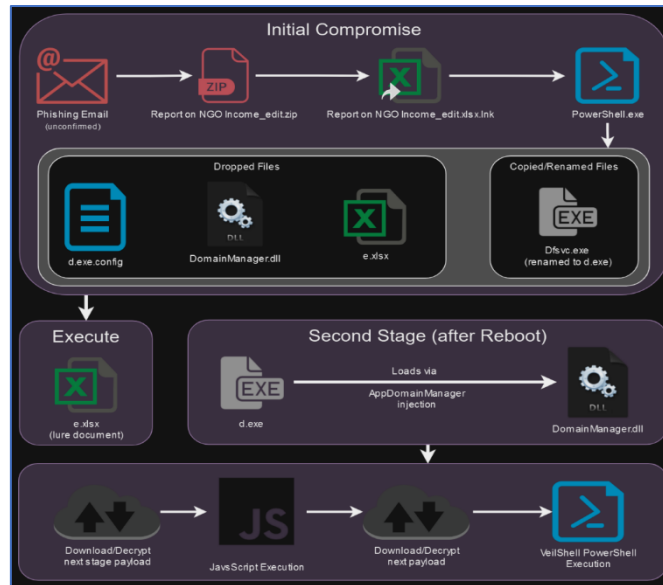 Initial Compromise
@
ZIP
Phishing Email
(unconfirmed)
Report on NGO Income_edit.zip
Report on NGO Income_edit.xlsx.lnk
PowerShell.exe
Dropped Files
Copied/Renamed Files
DLL
EXE
d.exe.config
DomainManager.dll
e.xlsx
Dfsvc.exe
(renamed to d.exe)
Execute
e.xlsx
(lure document)
Second Stage (after Reboot)
EXE
d.exe
Loads via
AppDomainManager
injection
DLL
DomainManager.dll
JS
Download/Decrypt
next stage payload
JavsScript Execution
Download/Decrypt
next payload
VeilShell PowerShell
Execution